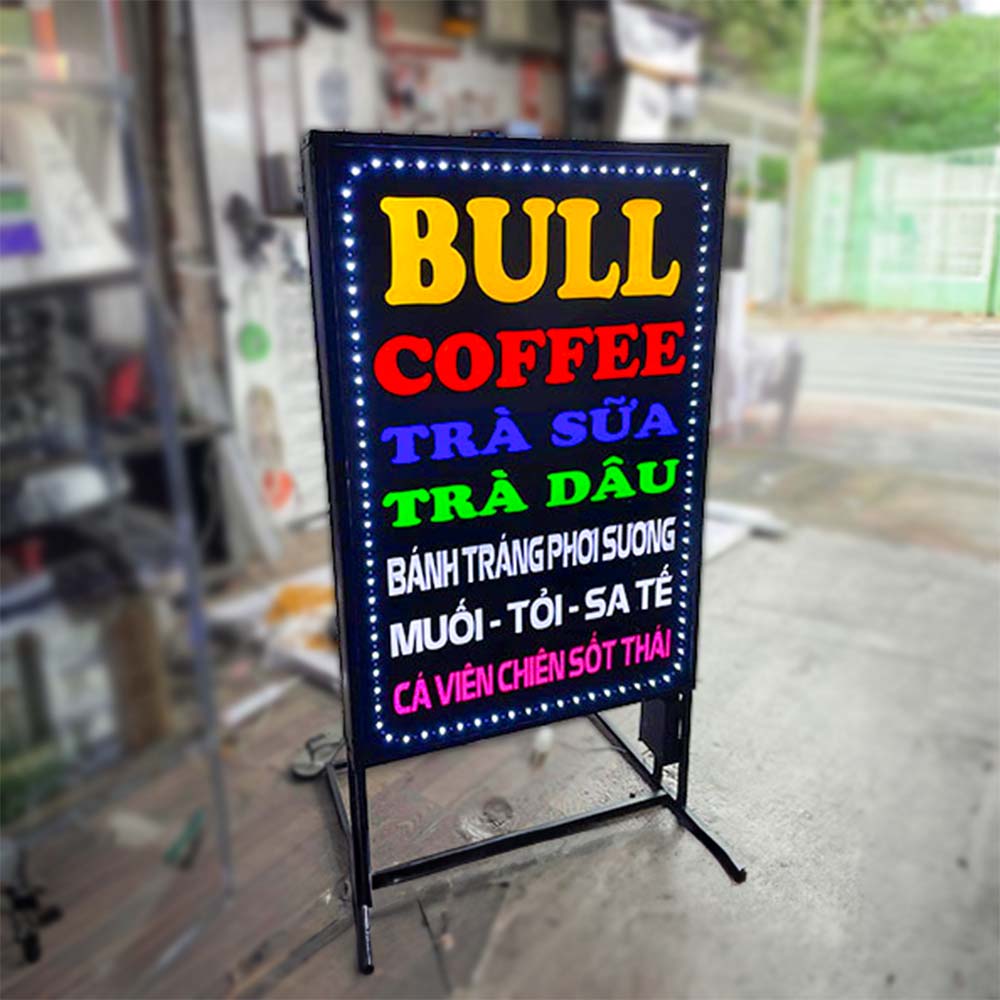 BULL
COFFEE
TRÀ SỮA
TRÀ DÂU
BÁNH TRÁNG PHƠI SƯƠNG
MUỐI - TỎI - SA TẾ
CÁ VIÊN CHIÊN SỐT THÁI